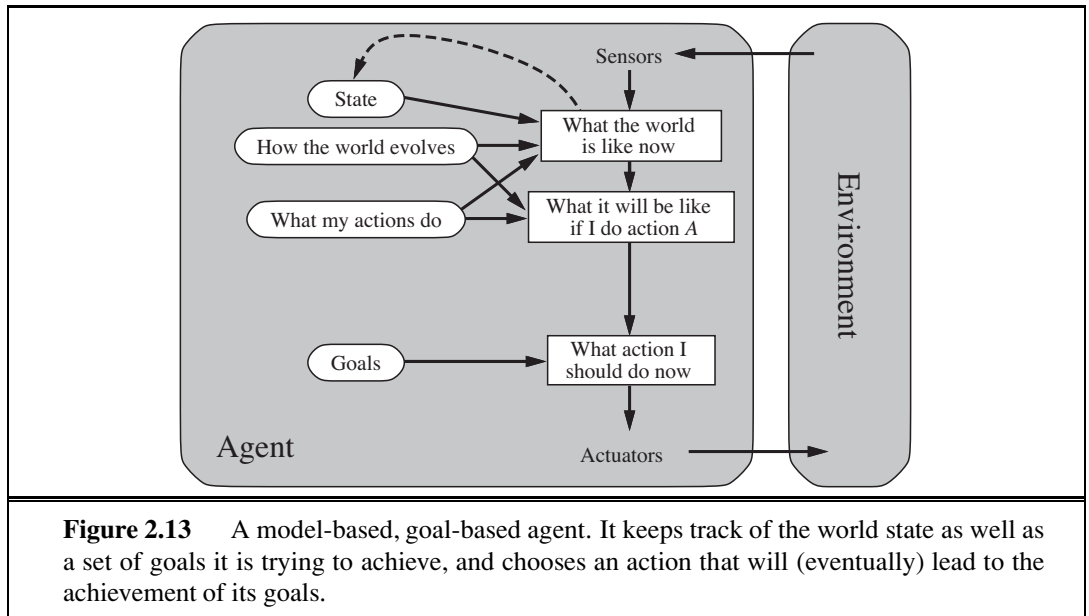 Sensors
State
What the world
is like now
How the world evolves
What my actions do
What it will be like
if I do action A
Goals
What action I
should do now
Agent
Actuators
Environment
Figure 2.13 A model-based, goal-based agent. It keeps track of the world state as well as
a set of goals it is trying to achieve, and chooses an action that will (eventually) lead to the
achievement of its goals.